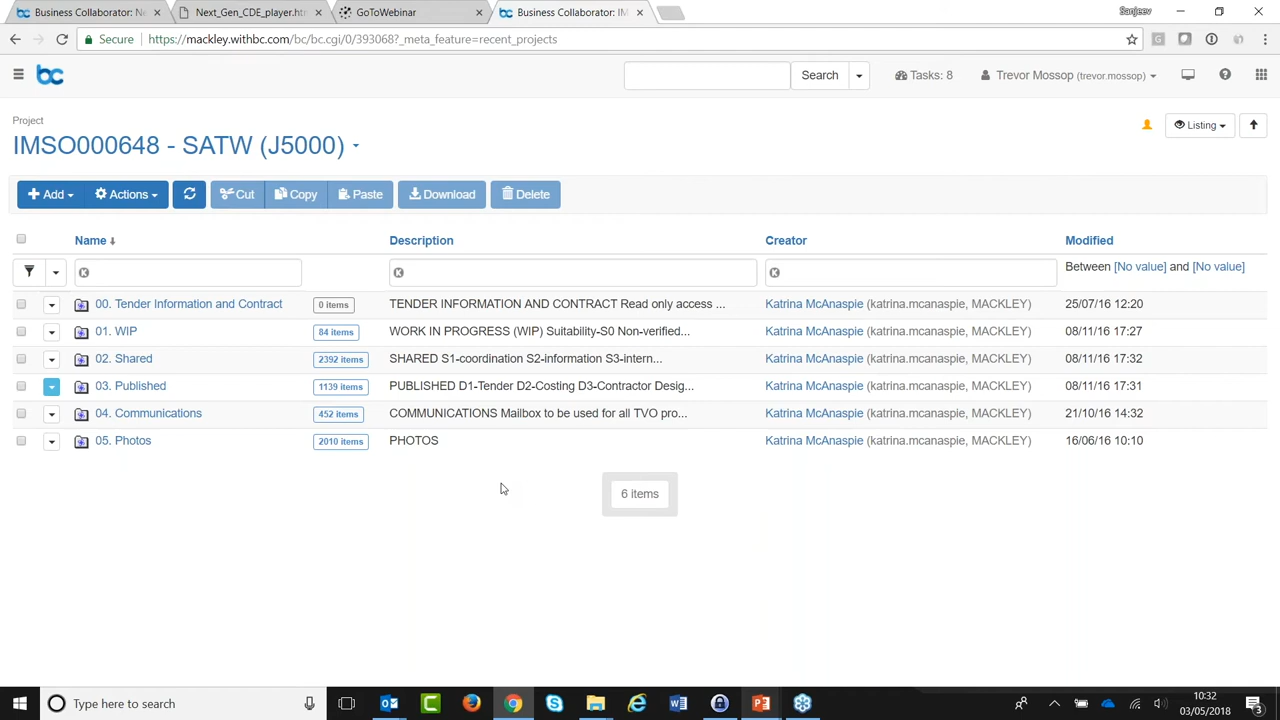 Business Collaborator: Ne
Next_Gen_CDE_player.htm
GoToWebinar
Business Collaborator: IM
Sanjeev
Secure
https://mackley.withbc.com/bc/bc.cgi/0/393068?_meta_feature=recent_projects
bc
Search
Tasks: 8
Trevor Mossop (trevor.mossop)
Project
IMSO000648 - SATW (J5000)
Listing
Add
Actions
Cut
Copy
Paste
Download
Delete
Name
Description
Creator
Modified
Between [No value] and [No value]
00. Tender Information and Contract 0 items TENDER INFORMATION AND CONTRACT Read only access ... Katrina McAnaspie (katrina.mcanaspie, MACKLEY) 25/07/16 12:20
01. WIP 84 items WORK IN PROGRESS (WIP) Suitability-S0 Non-verified... Katrina McAnaspie (katrina.mcanaspie, MACKLEY) 08/11/16 17:27
02. Shared 2392 items SHARED S1-coordination S2-information S3-intern... Katrina McAnaspie (katrina.mcanaspie, MACKLEY) 08/11/16 17:32
03. Published 1139 items PUBLISHED D1-Tender D2-Costing D3-Contractor Desig... Katrina McAnaspie (katrina.mcanaspie, MACKLEY) 08/11/16 17:31
04. Communications 452 items COMMUNICATIONS Mailbox to be used for all TVO pro... Katrina McAnaspie (katrina.mcanaspie, MACKLEY) 21/10/16 14:32
05. Photos 2010 items PHOTOS Katrina McAnaspie (katrina.mcanaspie, MACKLEY) 16/06/16 10:10
6 items
Type here to search
10:32
03/05/2018
3